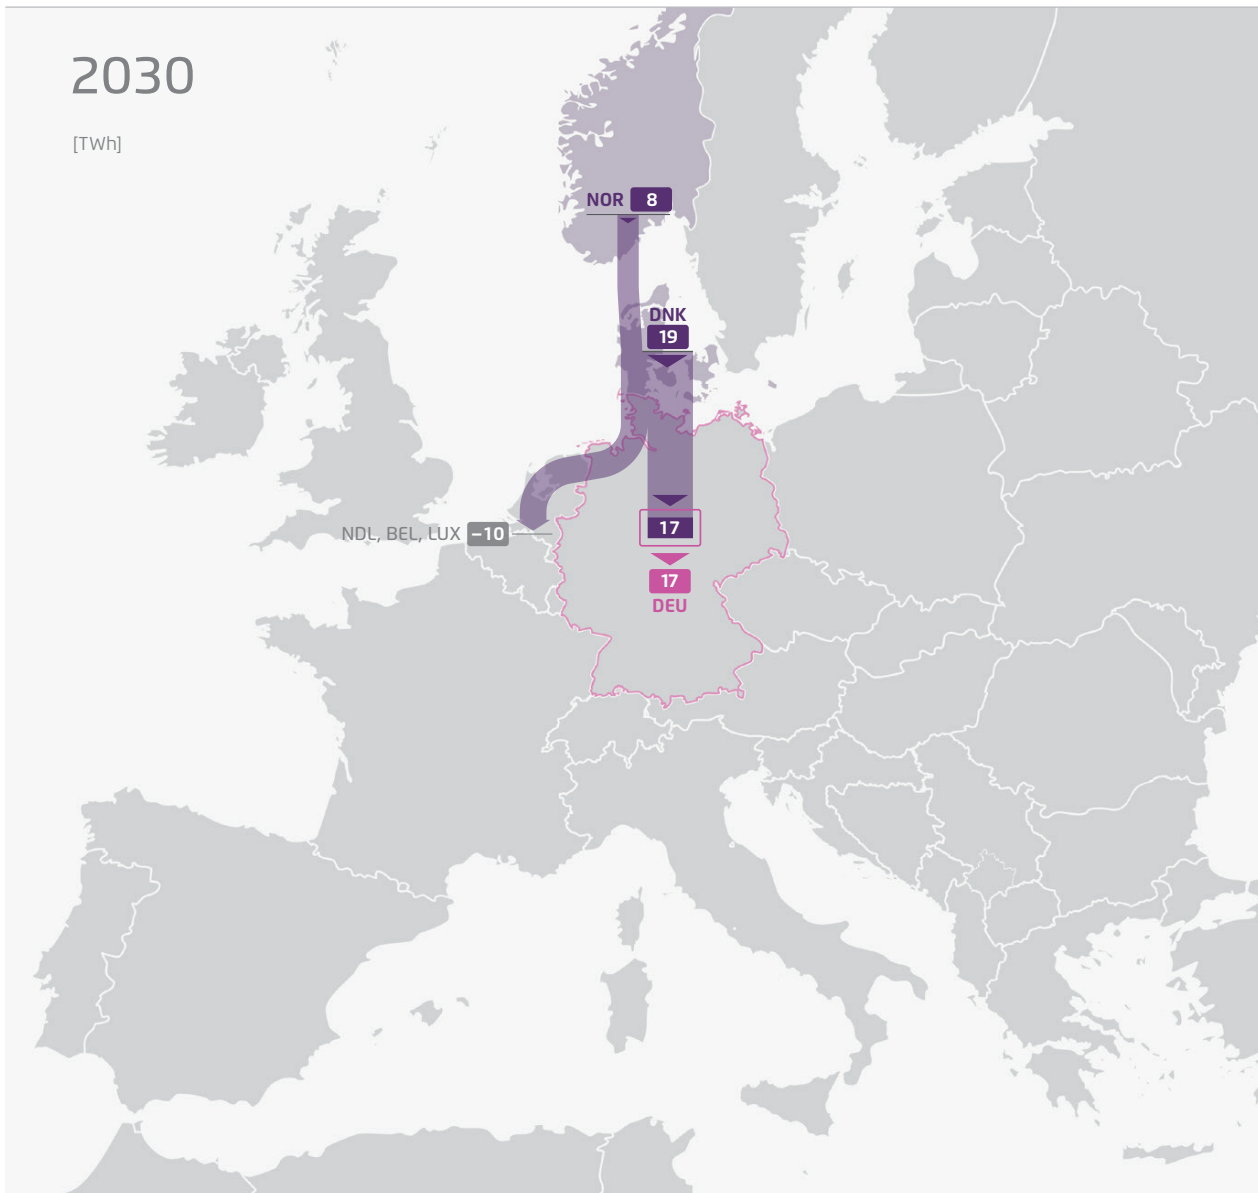 2030
[TWh]
NOR 8
DNK
19
NDL, BEL, LUX –10
17
17
DEU